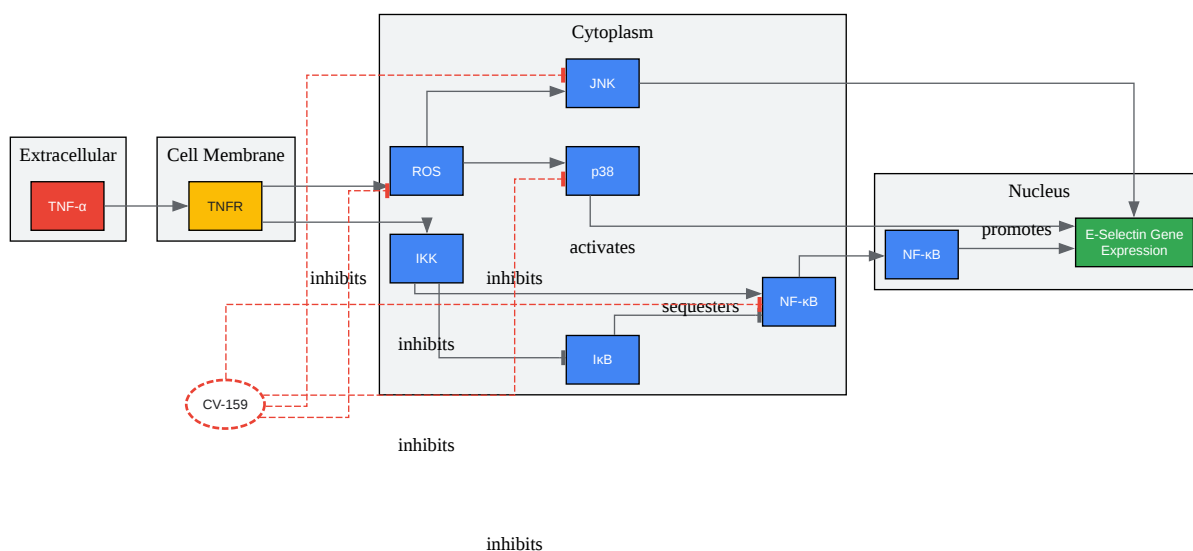 Cytoplasm
JNK
Extracellular
Cell Membrane
ROS
p38
TNF-α
TNFR
Nucleus
E-Selectin Gene
Expression
promotes
activates
IKK
NF-κB
inhibits
inhibits
NF-κB
sequesters
inhibits
IκB
CV-159
inhibits
inhibits